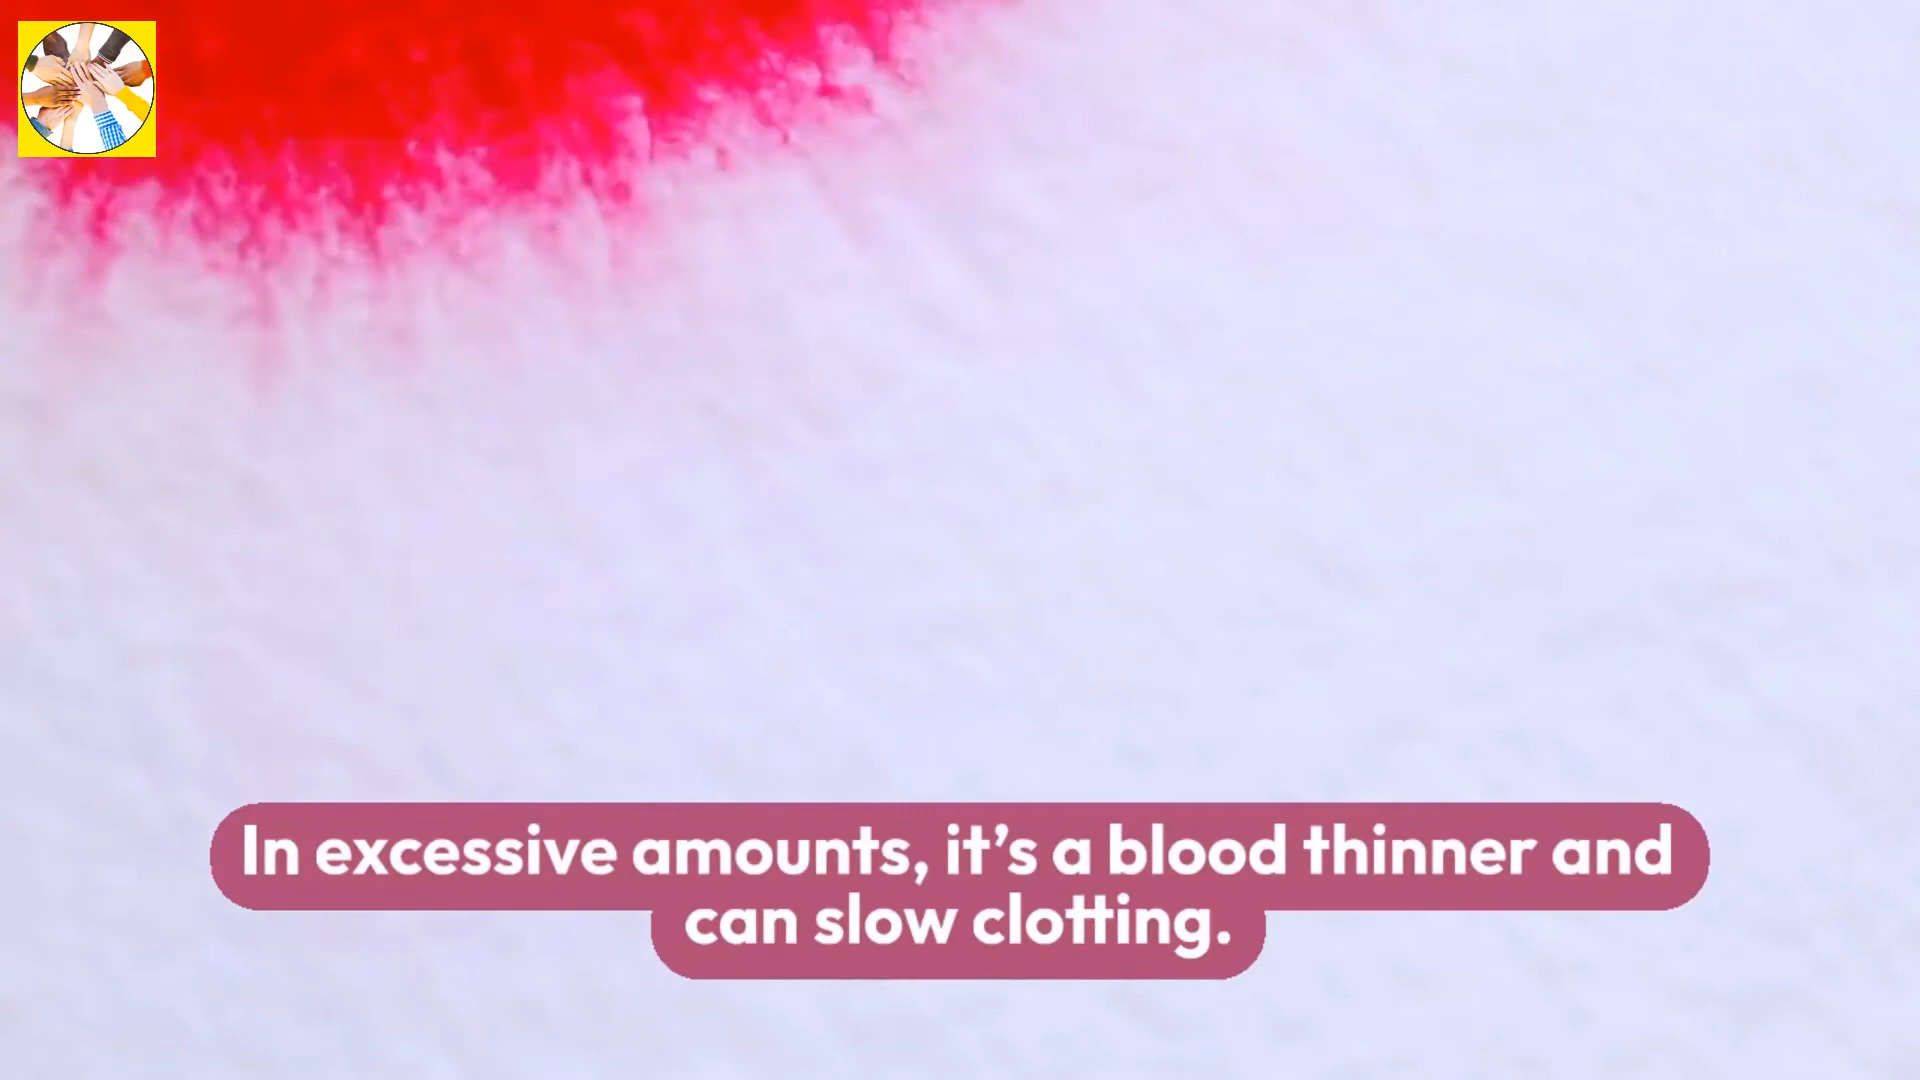 In excessive amounts, it’s a blood thinner and
can slow clotting.